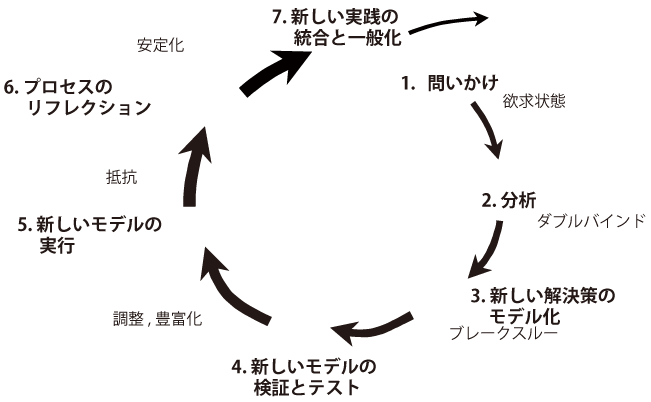 7. 新しい実践の
統合と一般化
安定化
6. プロセスの
リフレクション
1. 問いかけ
欲求状態
抵抗
2. 分析
ダブルバインド
5. 新しいモデルの
実行
3. 新しい解決策の
モデル化
ブレークスルー
調整 , 豊富化
4. 新しいモデルの
検証とテスト